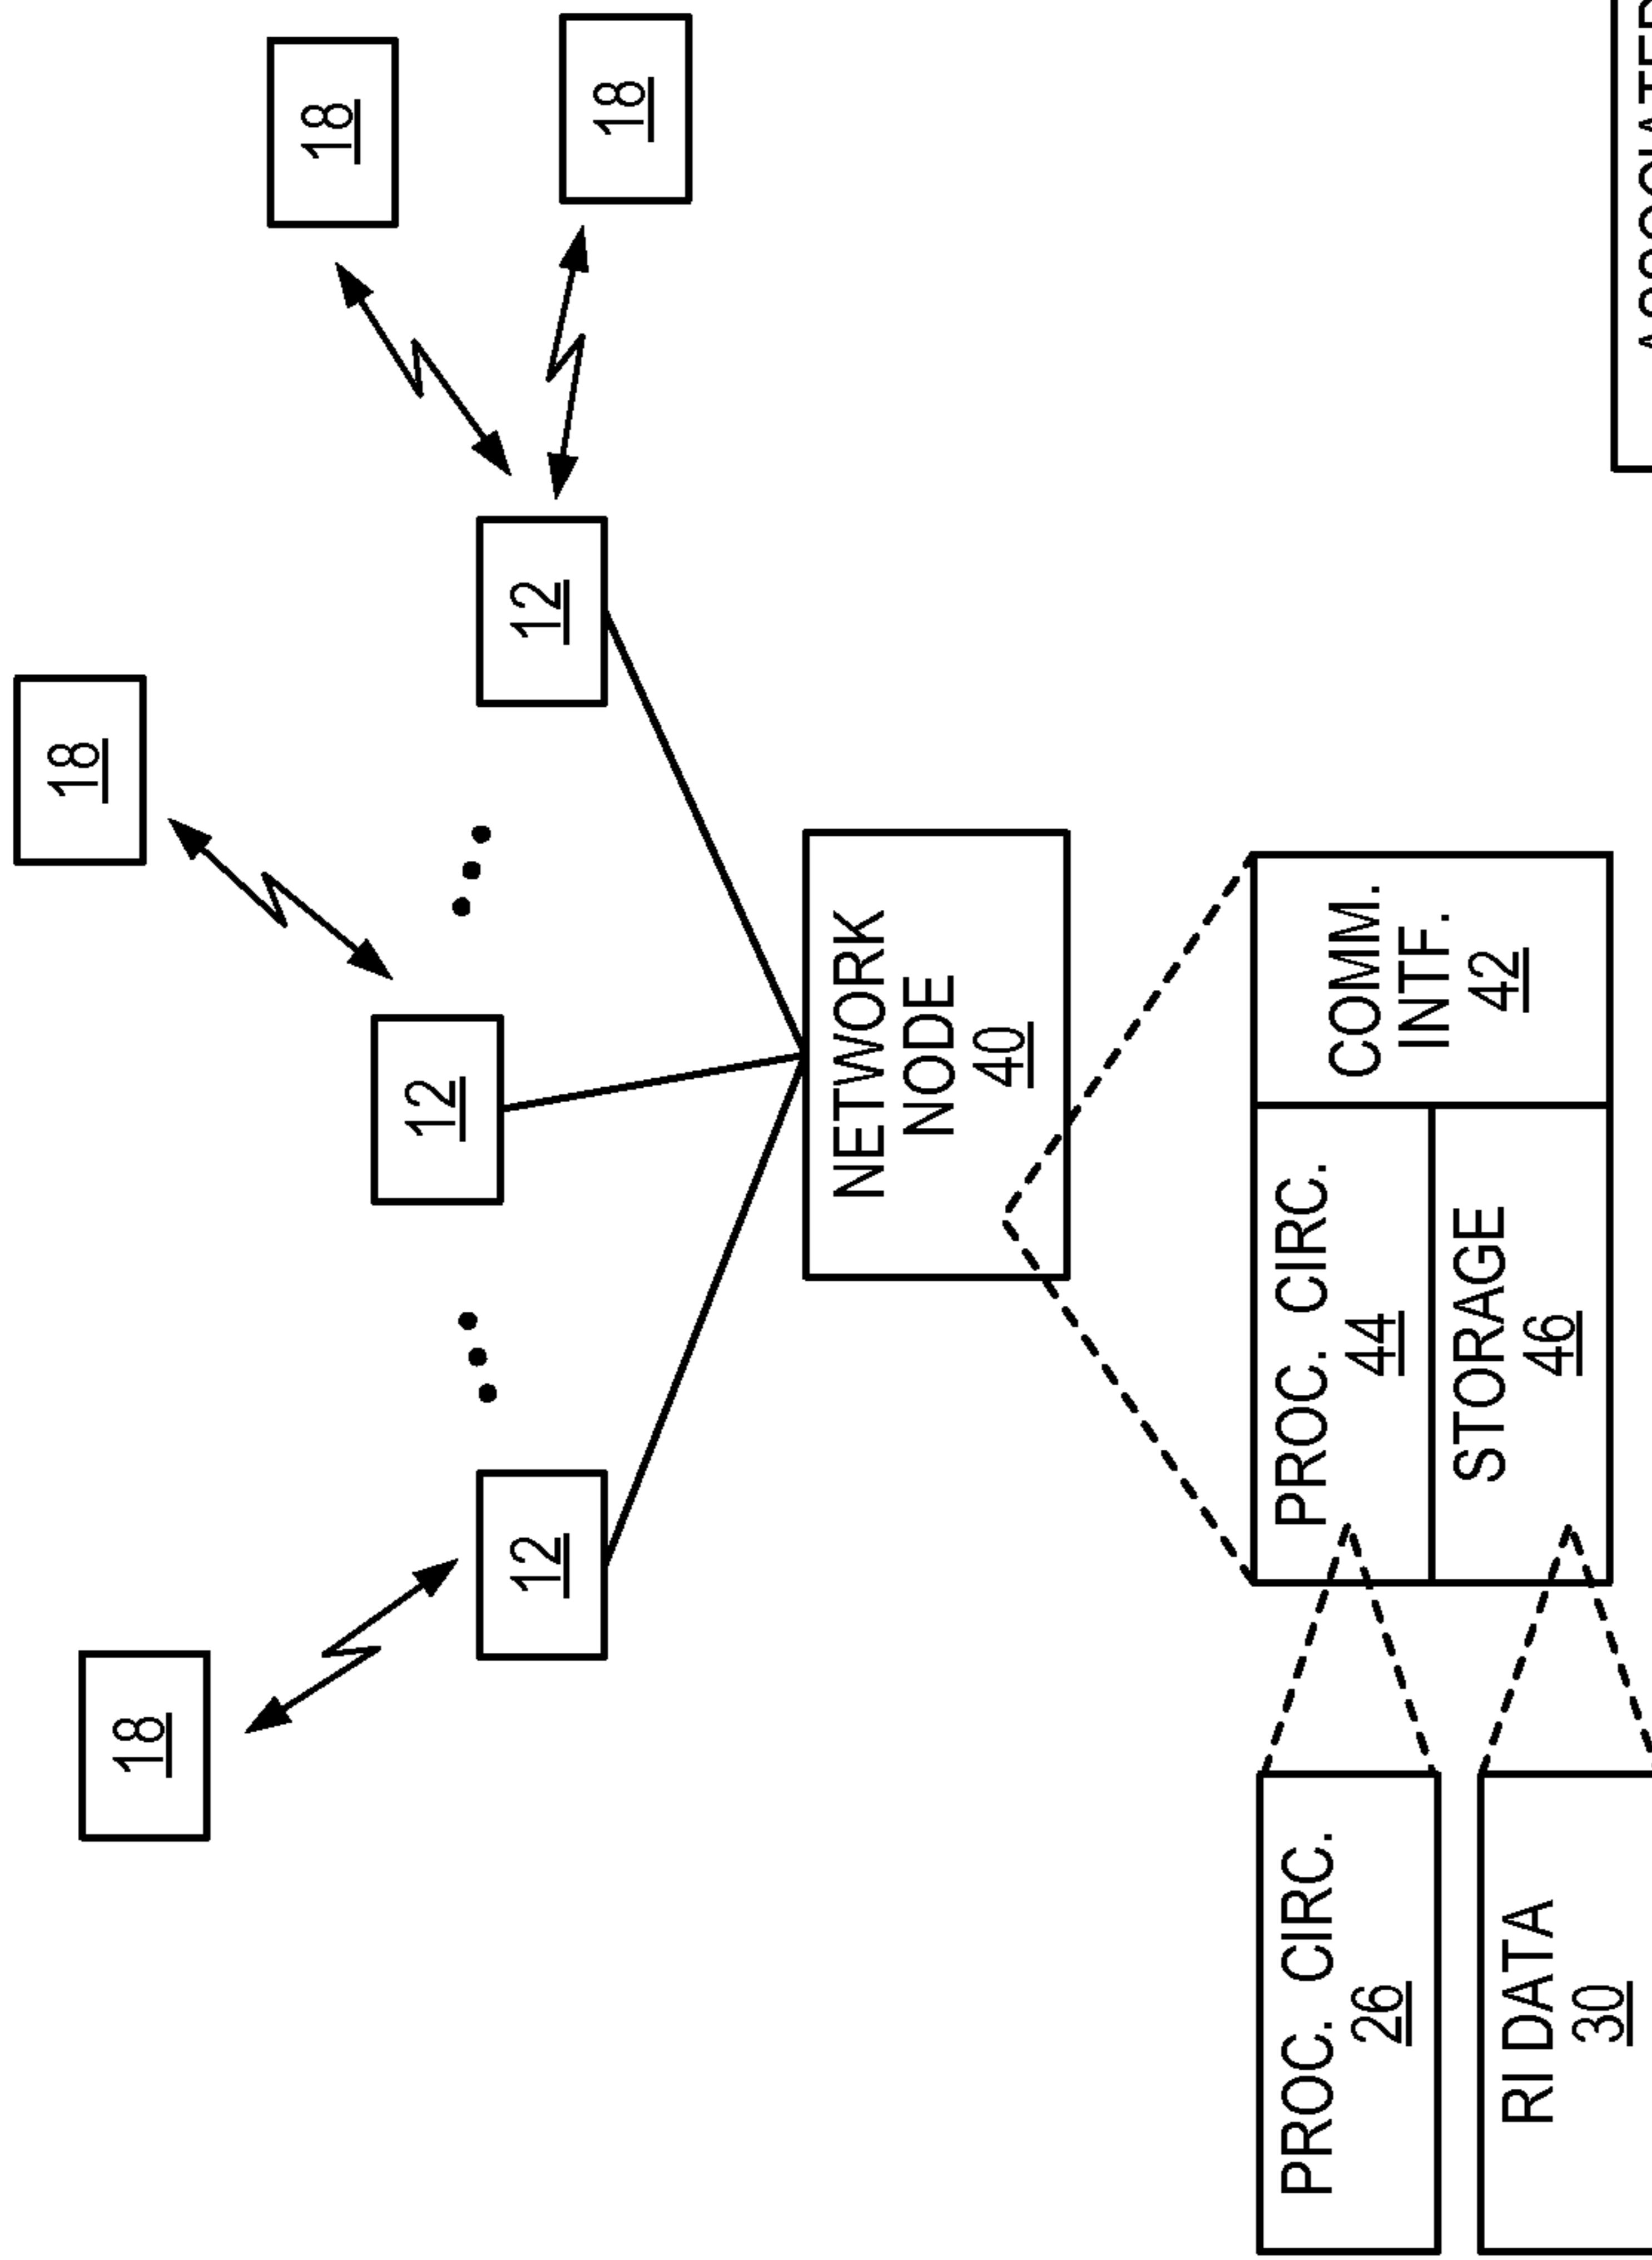 18
18
18
18
12
12
12
NETWORK
NODE
40
PROC. CIRC.
44
COMM.
INTF.
42
STORAGE
46
PROC. CIRC.
26
RI DATA
30